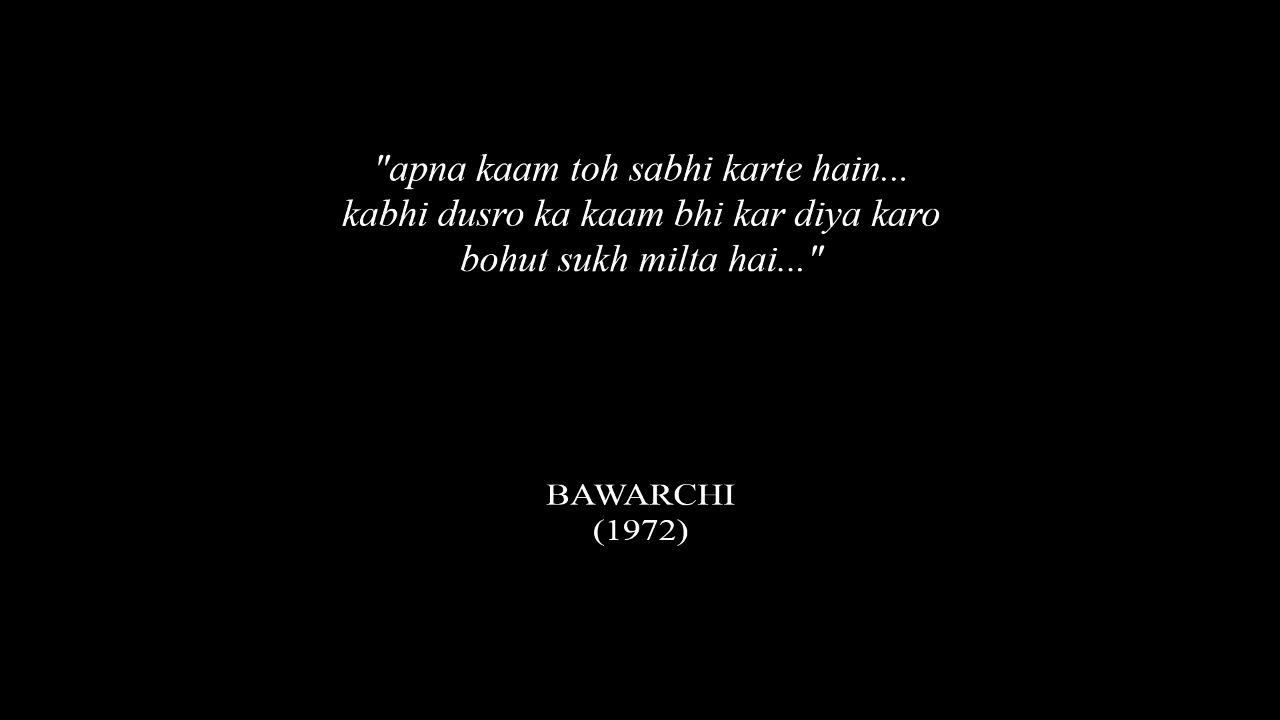 "apna kaam toh sabhi karte hain...
kabhi dusro ka kaam bhi kar diya karo
bohut sukh milta hai..."
BAWARCHI
(1972)